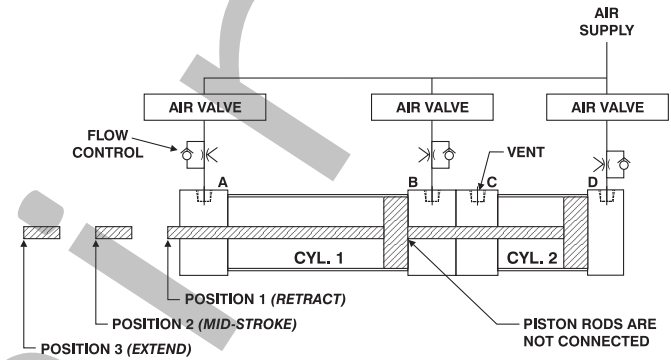 AIR
SUPPLY
AIR VALVE
AIR VALVE
AIR VALVE
FLOW
CONTROL
VENT
A
B
C
D
CYL. 1
CYL. 2
POSITION 1 (RETRACT)
POSITION 2 (MID-STROKE)
POSITION 3 (EXTEND)
PISTON RODS ARE
NOT CONNECTED